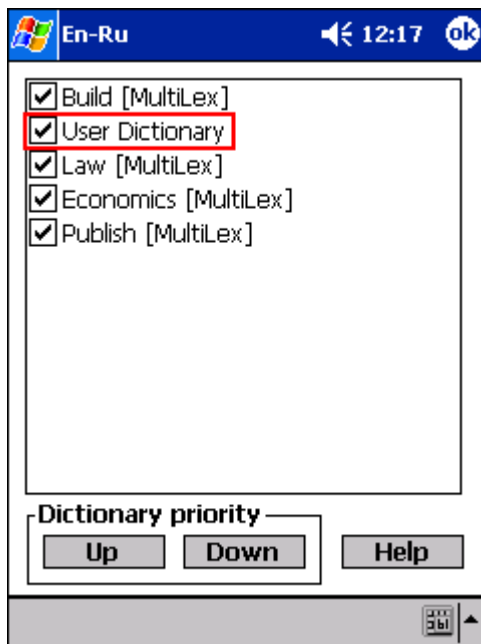 En-Ru 12:17 ok
Build [MultiLex]
User Dictionary
Law [MultiLex]
Economics [MultiLex]
Publish [MultiLex]
Dictionary priority
Up Down Help